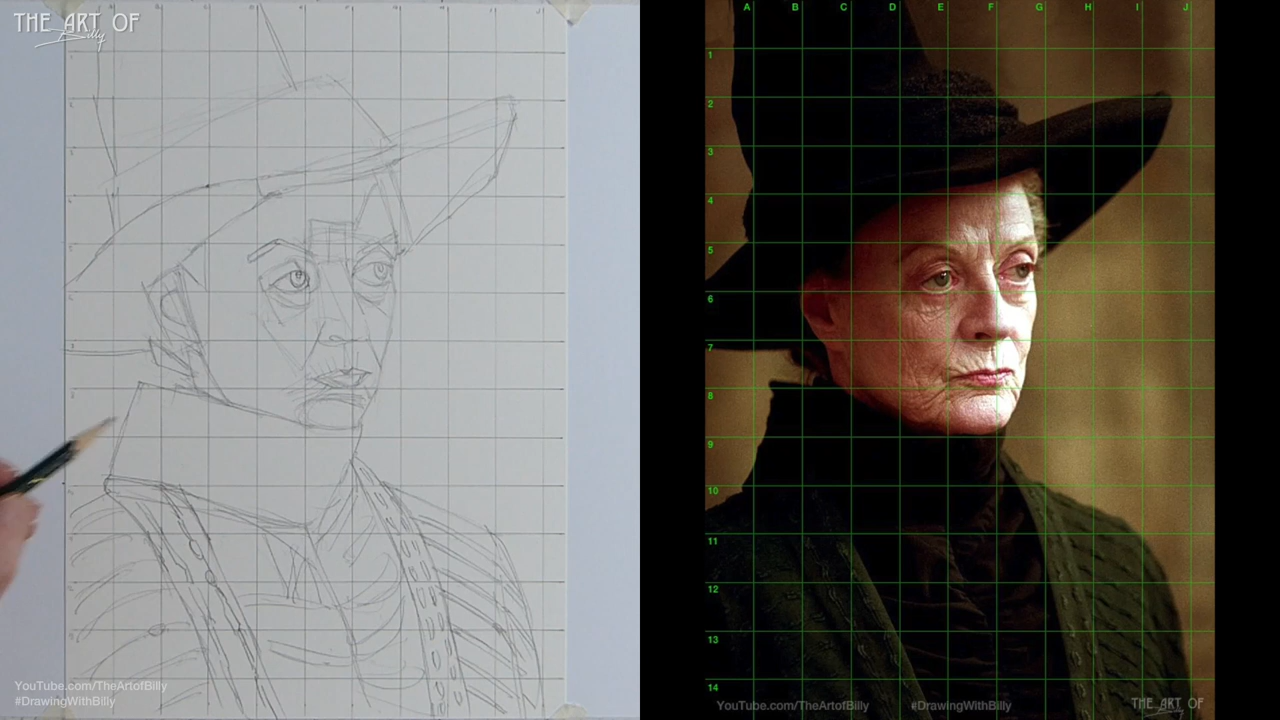 THE ART OF
Billy
A B C D E F G H I J
1
2
3
4
5
6
7
8
9
10
11
12
13
14
YouTube.com/TheArtofBilly
#DrawingWithBilly
YouTube.com/TheArtofBilly #DrawingWithBilly THE ART OF